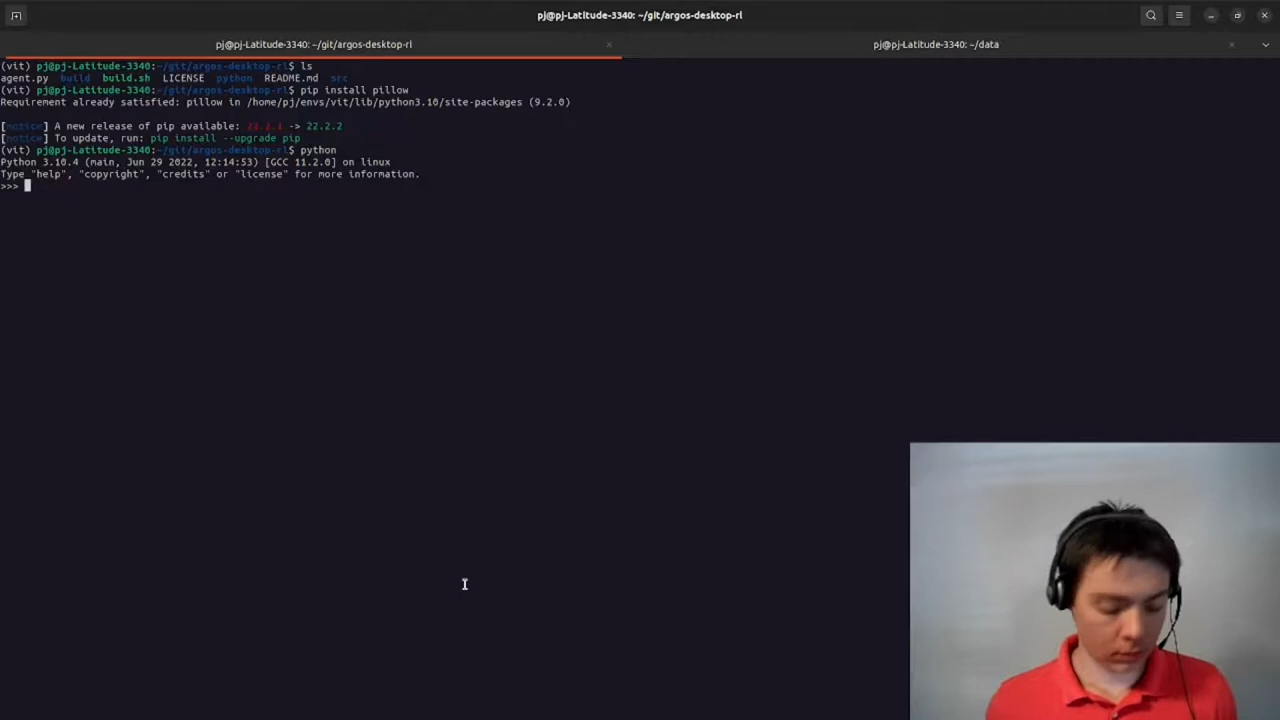 pj@pj-Latitude-3340: ~/git/argos-desktop-rl
pj@pj-Latitude-3340: ~/git/argos-desktop-rl
pj@pj-Latitude-3340: ~/data
(vit) pj@pj-Latitude-3340:~/git/argos-desktop-rl$ ls
agent.py build build.sh LICENSE python README.md src
(vit) pj@pj-Latitude-3340:~/git/argos-desktop-rl$ pip install pillow
Requirement already satisfied: pillow in /home/pj/envs/vit/lib/python3.10/site-packages (9.2.0)
[notice] A new release of pip available: -> 22.2.2
[notice] To update, run: pip install --upgrade pip
(vit) pj@pj-Latitude-3340:~/git/argos-desktop-rl$ python
Python 3.10.4 (main, Jun 29 2022, 12:14:53) [GCC 11.2.0] on linux
Type "help", "copyright", "credits" or "license" for more information.
>>>